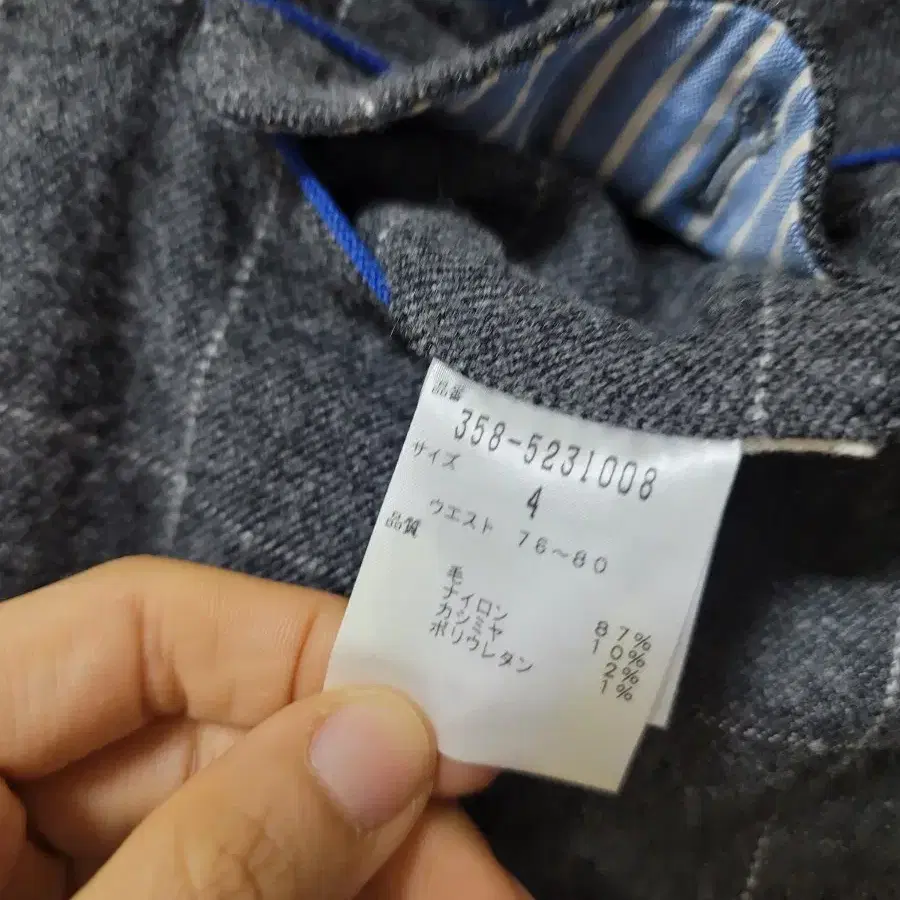 品番
358-5231008
サイズ
4
ウエスト 76～80
品質
毛 87%
ナイロン 10%
カシミヤ 2%
ポリウレタン 1%